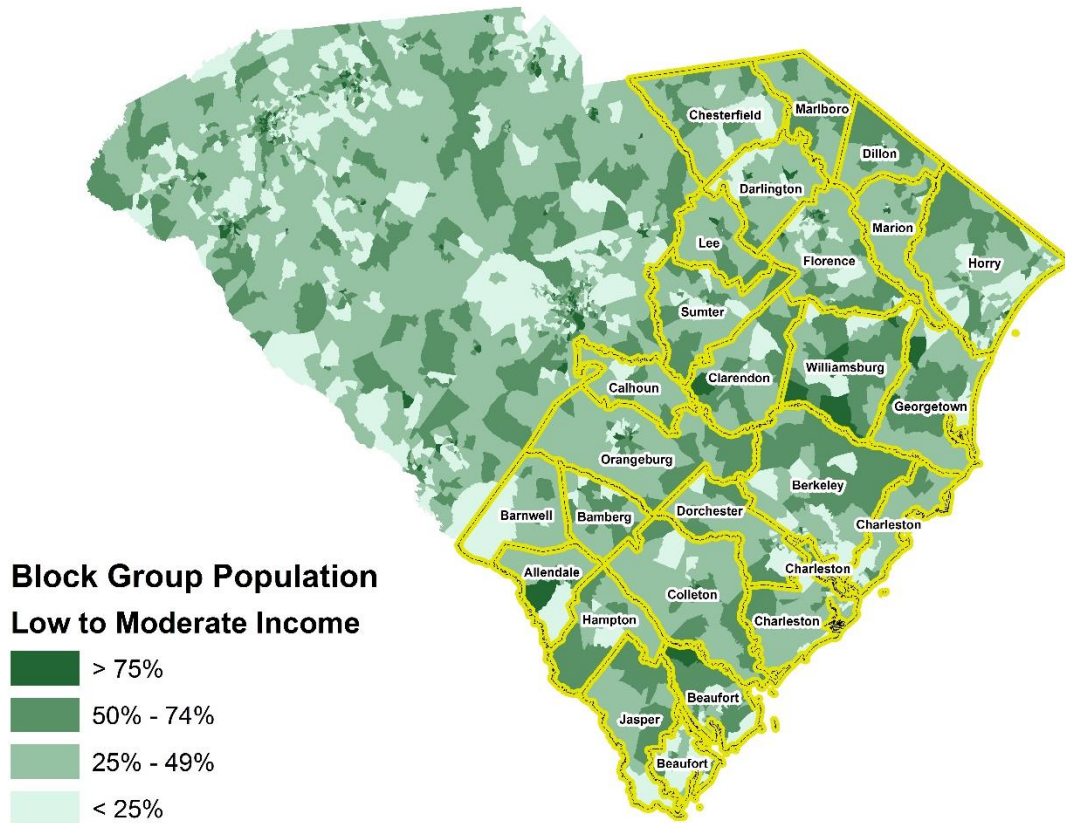 Chesterfield
Marlboro
Dillon
Darlington
Marion
Lee
Florence
Horry
Sumter
Williamsburg
Clarendon
Calhoun
Georgetown
Orangeburg
Berkeley
Barnwell
Bamberg
Dorchester
Charleston
Allendale
Charleston
Colleton
Hampton
Charleston
Beaufort
Jasper
Beaufort
Block Group Population
Low to Moderate Income
> 75%
50% - 74%
25% - 49%
< 25%